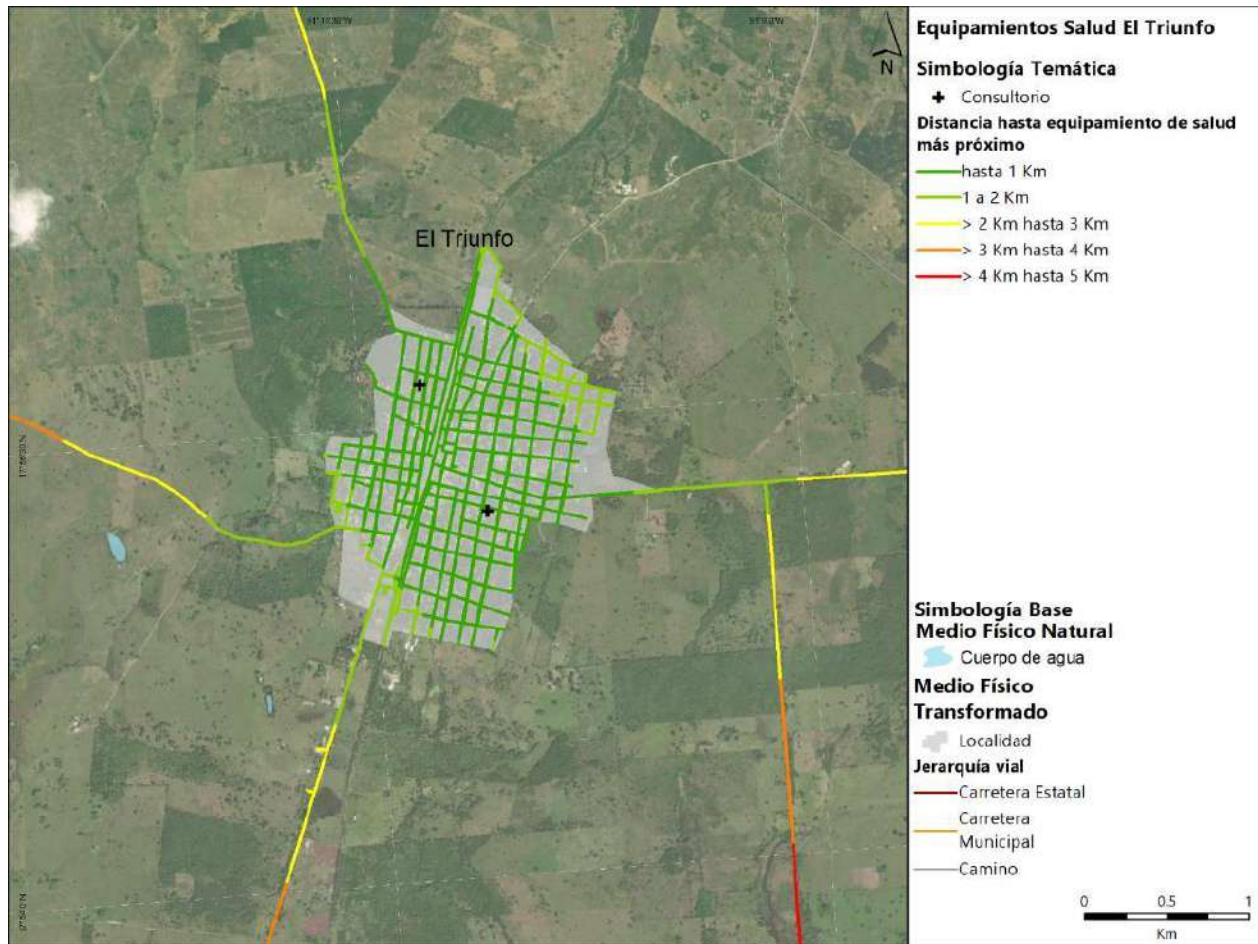 El Triunfo
N
Equipamientos Salud El Triunfo
Simbología Temática
Consultorio
Distancia hasta equipamiento de salud
más próximo
hasta 1 Km
1 a 2 Km
> 2 Km hasta 3 Km
> 3 Km hasta 4 Km
> 4 Km hasta 5 Km
Simbología Base
Medio Físico Natural
Cuerpo de agua
Medio Físico
Transformado
Localidad
Jerarquía vial
Carretera Estatal
Carretera
Municipal
Camino
0 0.5 1
Km